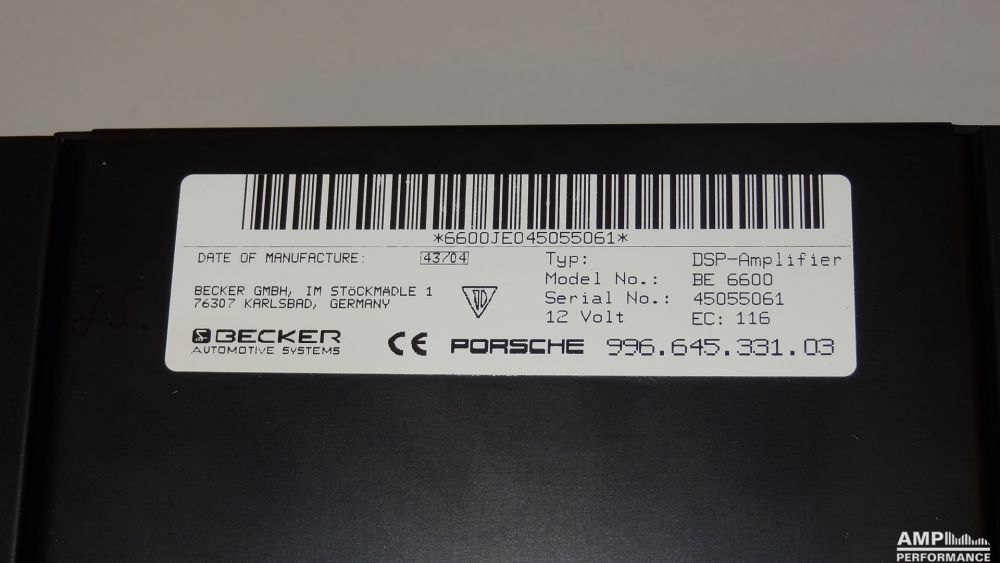 *6600JE045055061*
DATE OF MANUFACTURE: 43/04
BECKER GMBH, IM STÖCKMÄDLE 1
76307 KARLSBAD, GERMANY
BECKER
AUTOMOTIVE SYSTEMS
Typ: DSP-Amplifier
Model No.: BE 6600
Serial No.: 45055061
12 Volt EC: 116
CE PORSCHE 996.645.331.03
AMP
PERFORMANCE